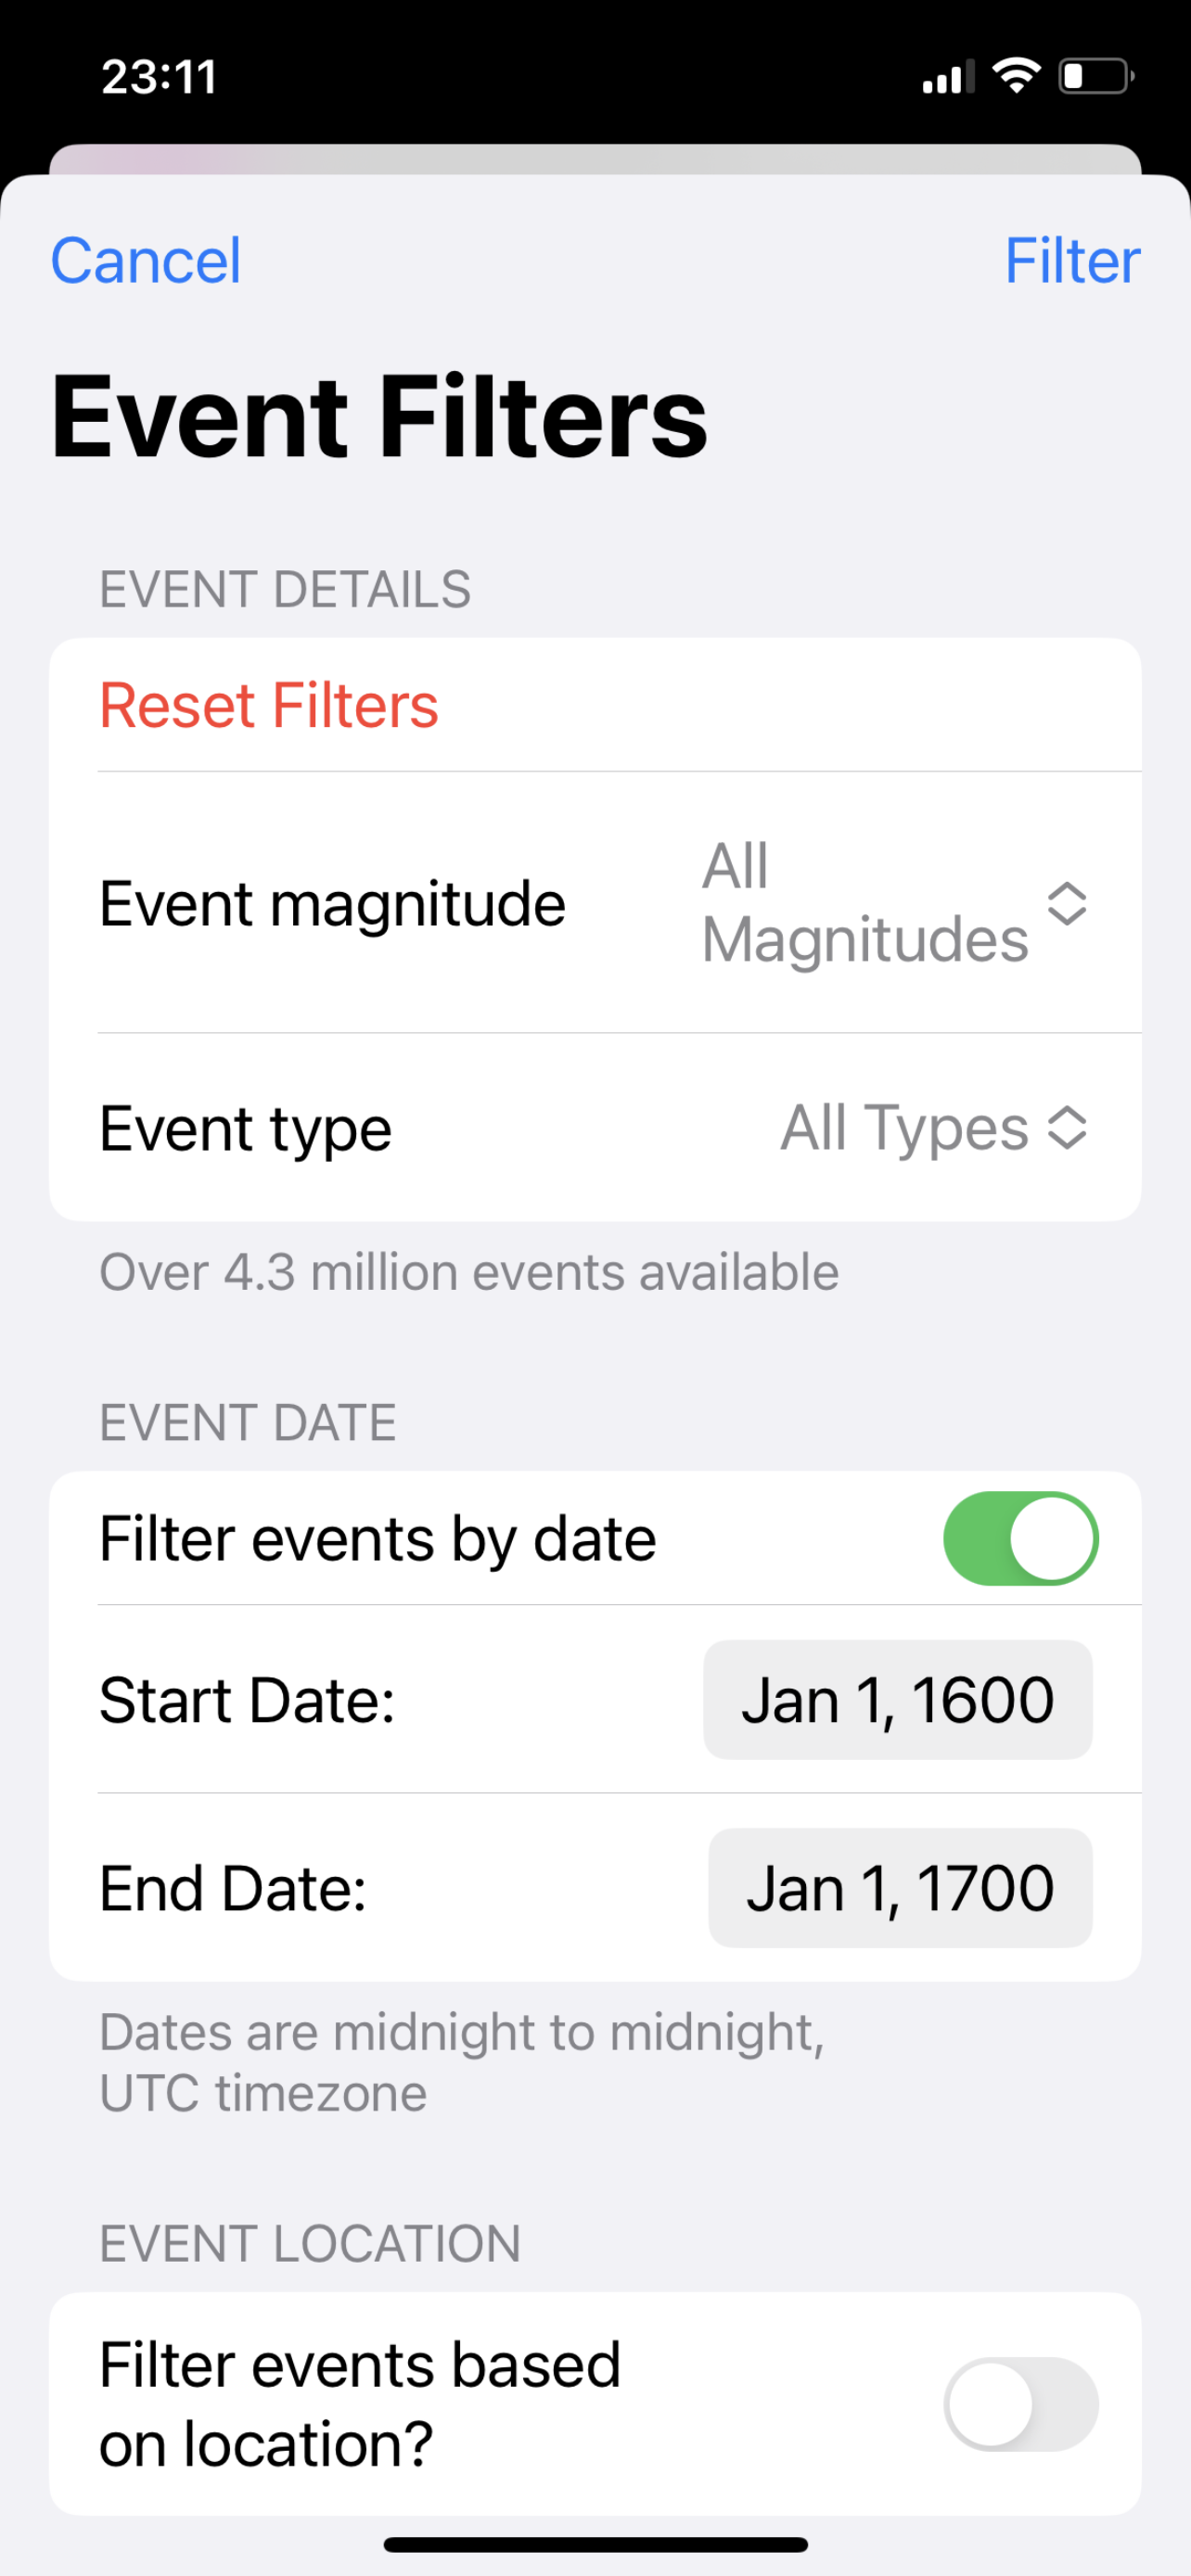 23:11
Cancel
Filter
Event Filters
EVENT DETAILS
Reset Filters
Event magnitude
All
Magnitudes
Event type
All Types
Over 4.3 million events available
EVENT DATE
Filter events by date
Start Date:
Jan 1, 1600
End Date:
Jan 1, 1700
Dates are midnight to midnight,
UTC timezone
EVENT LOCATION
Filter events based
on location?